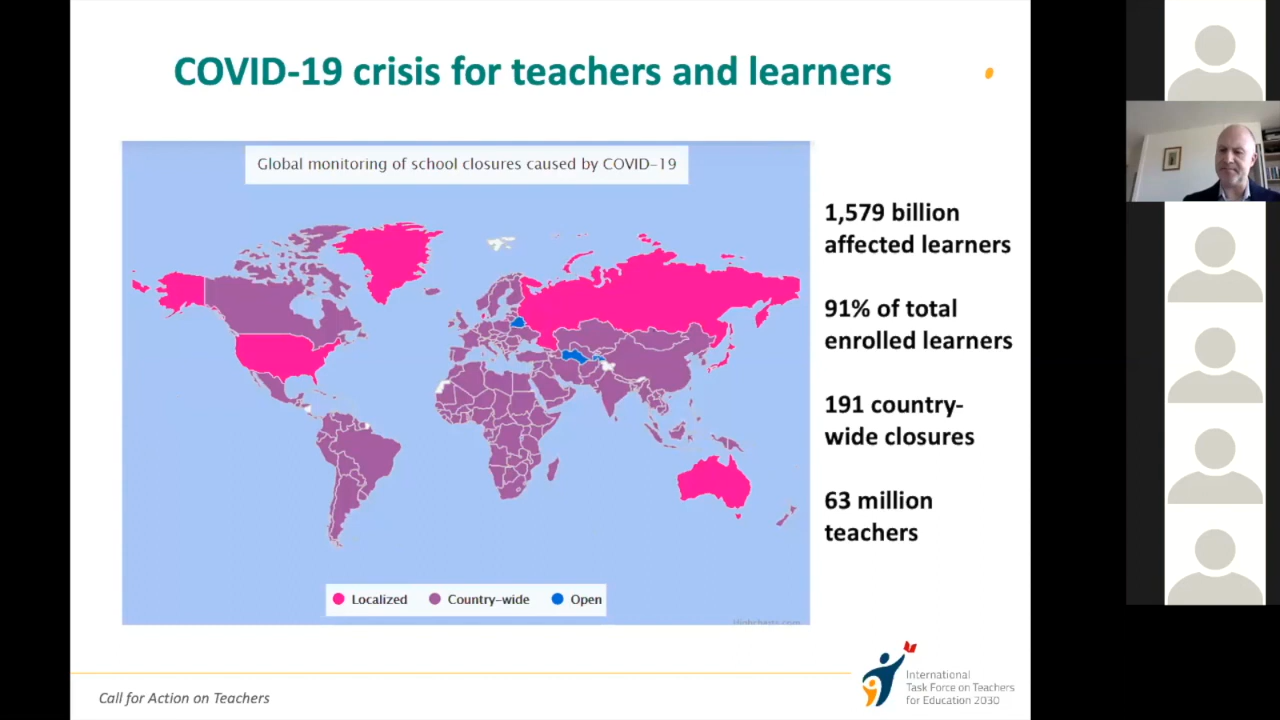 COVID-19 crisis for teachers and learners
Global monitoring of school closures caused by COVID-19
1,579 billion
affected learners
91% of total
enrolled learners
191 country-
wide closures
63 million
teachers
Localized
Country-wide
Open
Highcharts.com
Call for Action on Teachers
International
Task Force on Teachers
for Education 2030